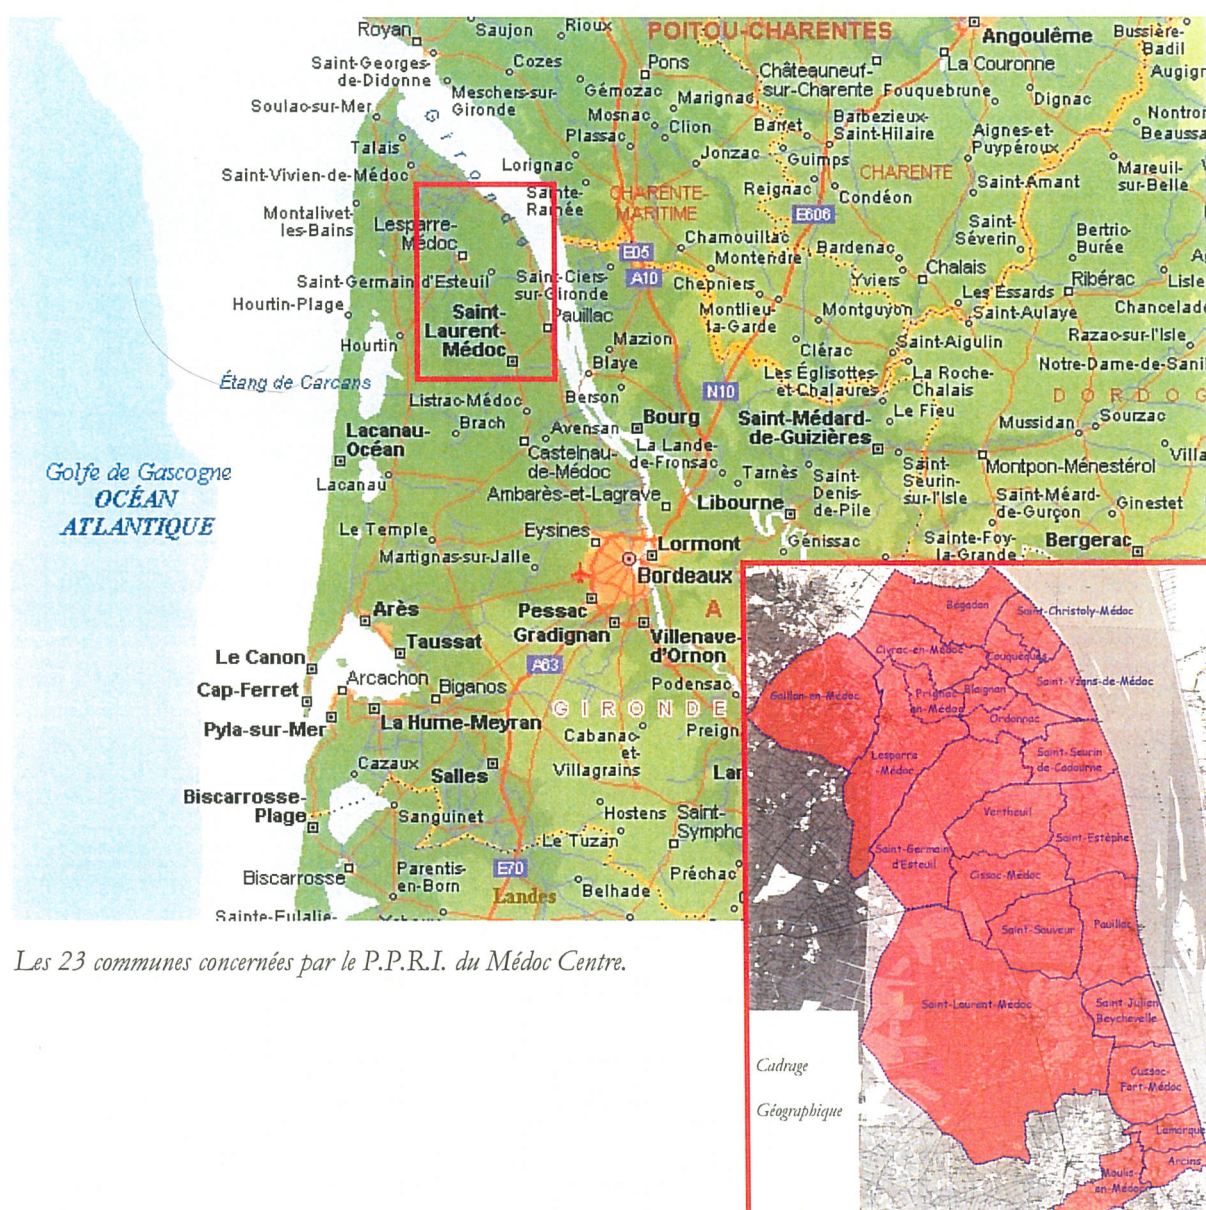 POITOU-CHARENTES
Royan
Saujon
Rioux
Angoulême
Bussière-
Badil
Saint-Georges-
de-Didonne
Cozes
Pons
Châteauneuf-
sur-Charente
La Couronne
Soulac-sur-Mer
Meschers-sur-
Gironde
Gémozac
Marignac
Fouquebrune
Dignac
Gironde
Mosnac
Plassac
Clion
Barret
Barbezieux-
Saint-Hilaire
Aignes-et-
Puypéroux
Talais
Lorignac
Jonzac
Guimps
CHARENTE
Mareuil-
sur-Belle
Saint-Vivien-de-Médoc
Sainte-
Ramée
CHARENTE-
MARITIME
Reignac
Condéon
Saint-Amant
Montalivet-
les-Bains
Lesparre-
Médoc
E606
Saint-
Séverin
Bertric-
Burée
E05
Chamouillac
Montendre
Bardenac
Saint-Germain d'Esteuil
Saint-Ciers-
sur-Gironde
A10
Chepniers
Yviers
Chalais
Ribérac
Lisle
Hourtin-Plage
Saint-
Laurent-
Médoc
Pauillac
Montlieu-
la-Garde
Montguyon
Les Essards
Saint-Aulaye
Hourtin
Mazion
Blaye
Clérac
Saint-Aigulin
Razac-sur-l'Isle
Étang de Carcans
Les Églisottes-
et-Chalaures
La Roche-
Chalais
Listrac-Médoc
Berson
N10
Le Fieu
Lacanau-
Océan
Brach
Avensan
Bourg
Saint-Médard-
de-Guizières
Mussidan
Sourzac
Castelnau-
de-Médoc
La Lande-
de-Fronsac
Golfe de Gascogne
OCÉAN
ATLANTIQUE
Lacanau
Tarnès
Saint-
Denis-
de-Pile
Saint-
Seurin-
sur-l'Isle
Montpon-Ménestérol
Ambarès-et-Lagrave
Libourne
Saint-Méard-
de-Gurçon
Ginestet
Le Temple
Eysines
Génissac
Sainte-Foy-
la-Grande
Bergerac
Martignas-sur-Jalle
Lormont
Bordeaux
Arès
Pessac
A
Taussat
Gradignan
Villenave-
d'Ornon
Le Canon
A63
Cap-Ferret
Arcachon
Biganos
Podensac
GIRONDE
Pyla-sur-Mer
La Hume-Meyran
Cabanac-
et-
Villagrains
Cazaux
Salles
Biscarrosse-
Plage
Sanguinet
Hostens
Saint-
Le Tuzan
Biscarrosse
Parentis-
en-Born
E70
Landes
Belhade
Préchac
Sainte-Eulalie-
Bégadan
Saint-Christoly-Médoc
Civrac-en-Médoc
Couquèques
Saint-Yzans-de-Médoc
Gaillan-en-Médoc
Prignac
en-Médoc
Blaignan
Ordonnac
Lesparre
-Médoc
Saint-Seurin
de-Cadourne
Vertheuil
Saint-Estèphe
Saint-Germain
d'Esteuil
Cissac-Médoc
Saint-Sauveur
Pauillac
Saint-Laurent-Médoc
Saint-Julien
Beychevelle
Cussac-
Fort-Médoc
Lamarque
Arcins
Moulis-
en-Médoc
Les 23 communes concernées par le P.P.R.I. du Médoc Centre.
Cadrage
Géographique